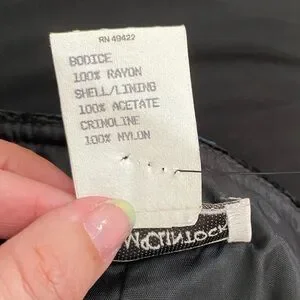 RN 49422
BODICE
100% RAYON
SHELL/LINING
100% ACETATE
CRINOLINE
100% NYLON